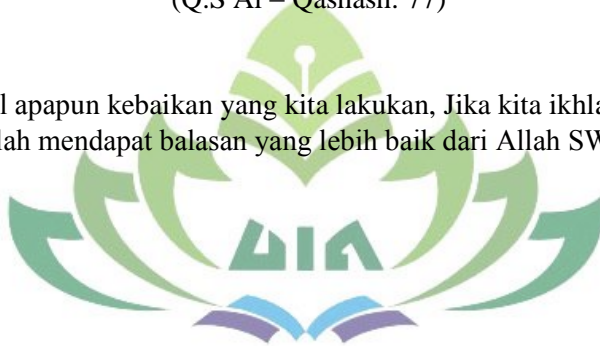 (Q.S Al – Qashash: 77)
l apapun kebaikan yang kita lakukan, Jika kita ikhla
lah mendapat balasan yang lebih baik dari Allah SW
UIN